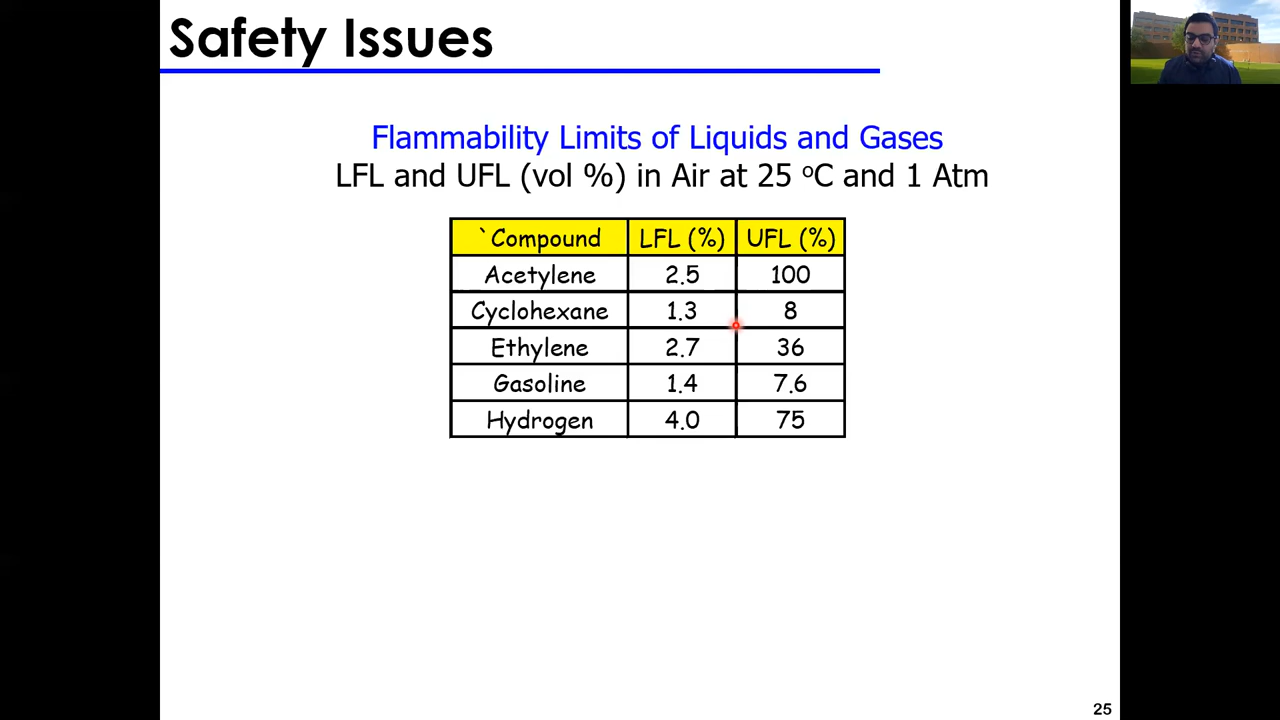 Safety Issues
Flammability Limits of Liquids and Gases
LFL and UFL (vol %) in Air at 25 ºC and 1 Atm
`Compound LFL (%) UFL (%)
Acetylene 2.5 100
Cyclohexane 1.3 8
Ethylene 2.7 36
Gasoline 1.4 7.6
Hydrogen 4.0 75
25